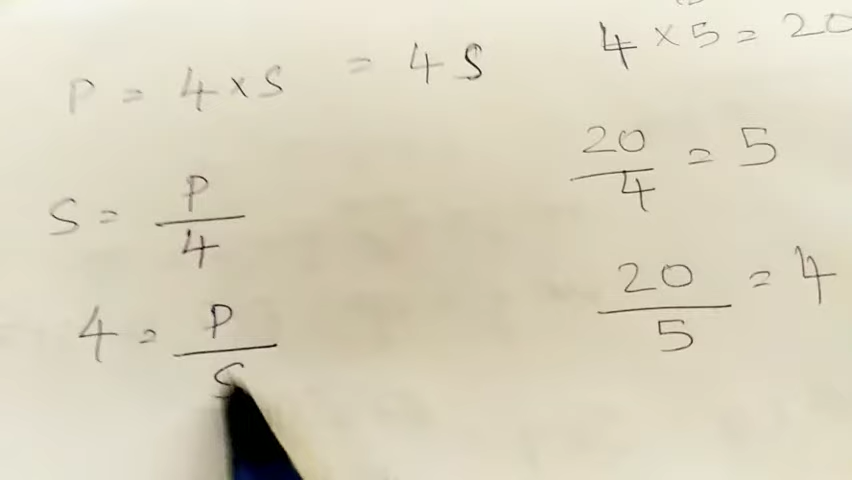 P = 4 × S = 4S
S = P/4
4 = P/S
4 × 5 = 20
20/4 = 5
20/5 = 4